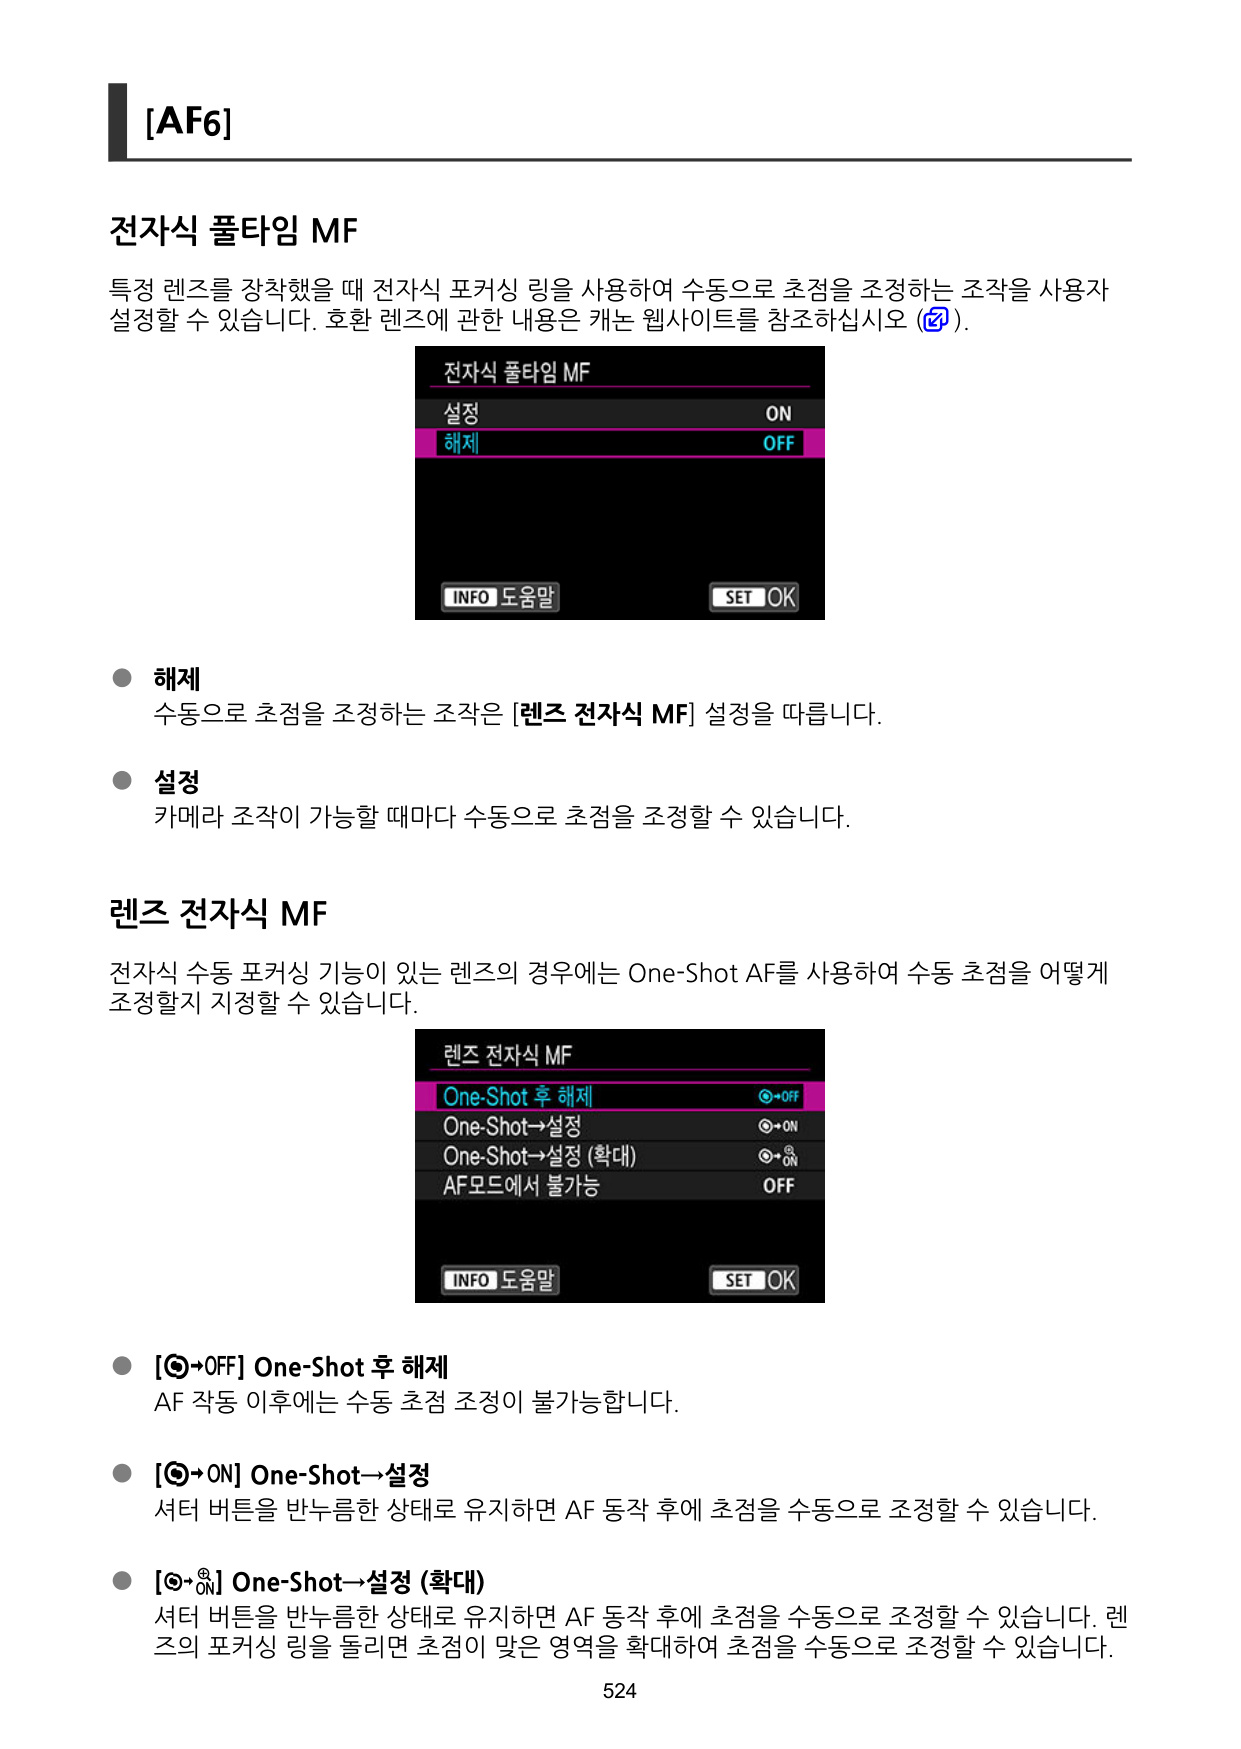 [AF6]
전자식 풀타임 MF
특정 렌즈를 장착했을 때 전자식 포커싱 링을 사용하여 수동으로 초점을 조정하는 조작을 사용자
설정할 수 있습니다. 호환 렌즈에 관한 내용은 캐논 웹사이트를 참조하십시오 ( ).
전자식 풀타임 MF
설정 ON
해제 OFF
INFO 도움말 SET OK
● 해제
수동으로 초점을 조정하는 조작은 [렌즈 전자식 MF] 설정을 따릅니다.
● 설정
카메라 조작이 가능할 때마다 수동으로 초점을 조정할 수 있습니다.
렌즈 전자식 MF
전자식 수동 포커싱 기능이 있는 렌즈의 경우에는 One-Shot AF를 사용하여 수동 초점을 어떻게
조정할지 지정할 수 있습니다.
렌즈 전자식 MF
One-Shot 후 해제 ◎→OFF
One-Shot→설정 ◎→ON
One-Shot→설정 (확대) ◎→ON
AF모드에서 불가능 OFF
INFO 도움말 SET OK
● [◎→OFF] One-Shot 후 해제
AF 작동 이후에는 수동 초점 조정이 불가능합니다.
● [◎→ON] One-Shot→설정
셔터 버튼을 반누름한 상태로 유지하면 AF 동작 후에 초점을 수동으로 조정할 수 있습니다.
● [◎→ON] One-Shot→설정 (확대)
셔터 버튼을 반누름한 상태로 유지하면 AF 동작 후에 초점을 수동으로 조정할 수 있습니다. 렌
즈의 포커싱 링을 돌리면 초점이 맞은 영역을 확대하여 초점을 수동으로 조정할 수 있습니다.
524